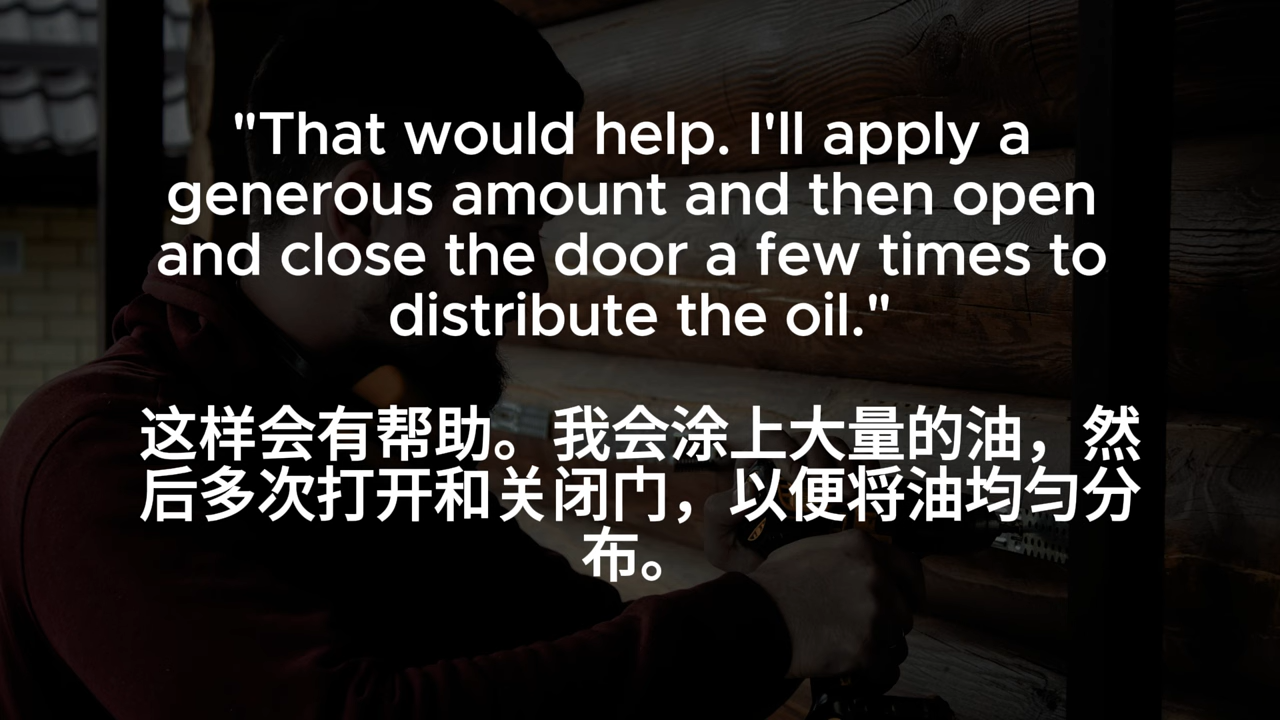 "That would help. I'll apply a
generous amount and then open
and close the door a few times to
distribute the oil."
这样会有帮助。我会涂上大量的油，然
后多次打开和关闭门，以便将油均匀分
布。